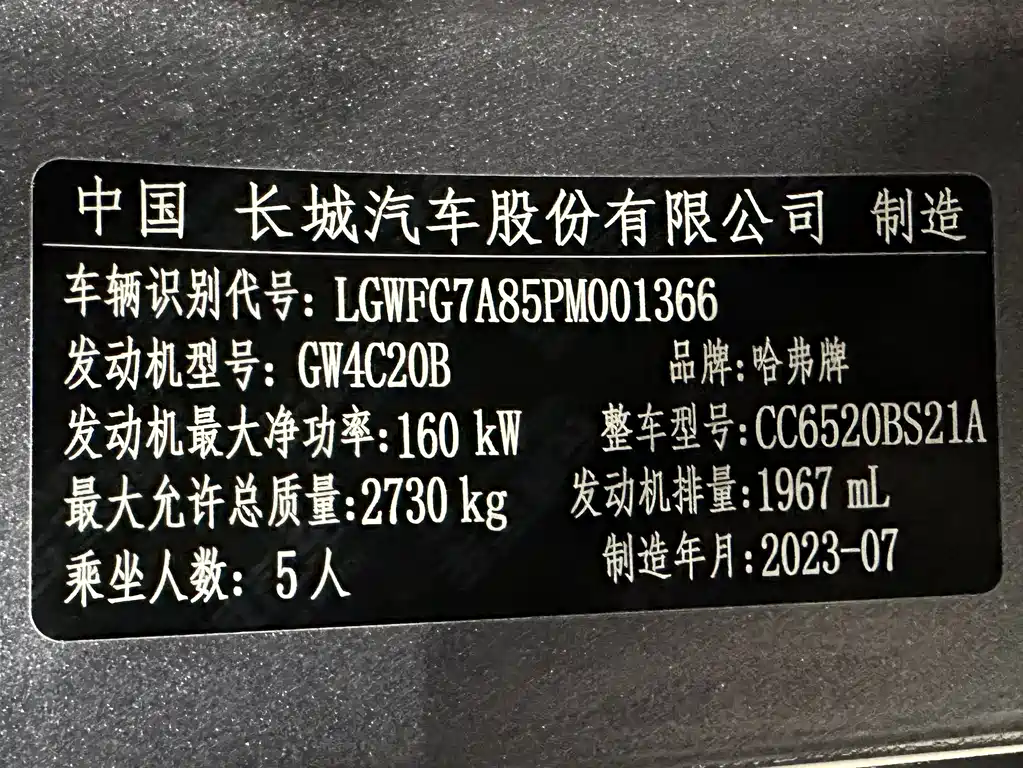 中国 长城汽车股份有限公司 制造
车辆识别代号: LGWFG7A85PM001366
发动机型号: GW4C20B 品牌:哈弗牌
发动机最大净功率:160 kW 整车型号:CC6520BS21A
最大允许总质量:2730 kg 发动机排量:1967 mL
乘坐人数: 5人 制造年月:2023-07